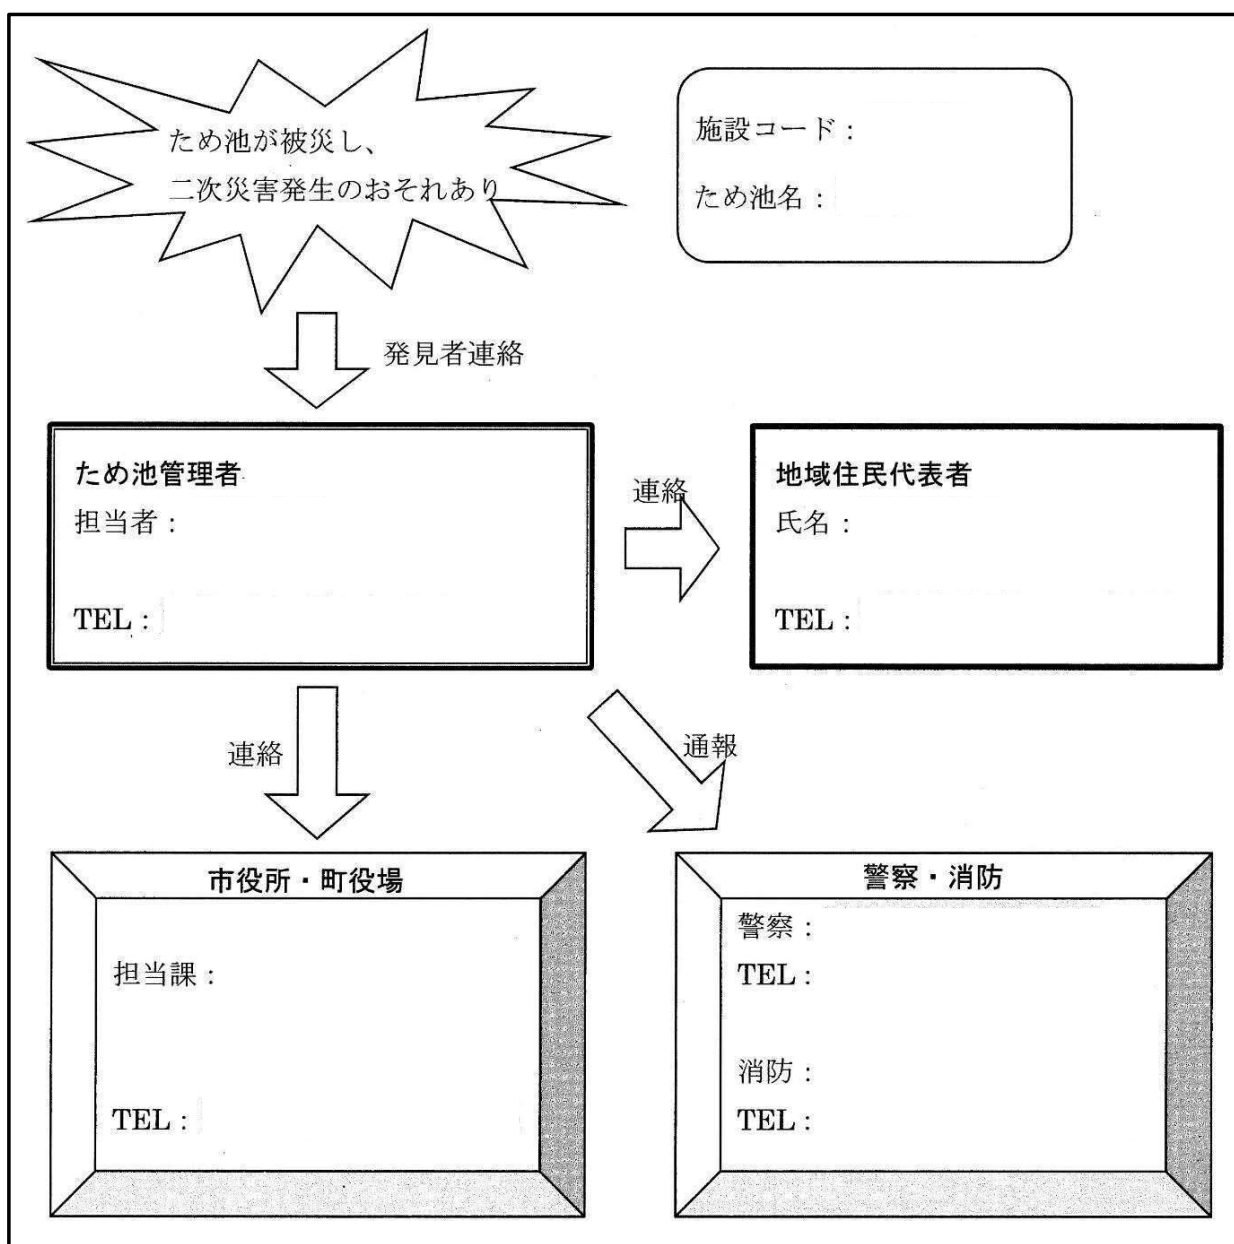 ため池が被災し、
二次災害発生のおそれあり
施設コード：
ため池名：
発見者連絡
ため池管理者
担当者：
TEL：
連絡
地域住民代表者
氏名：
TEL：
連絡
通報
市役所・町役場
担当課：
TEL：
警察・消防
警察：
TEL：
消防：
TEL：